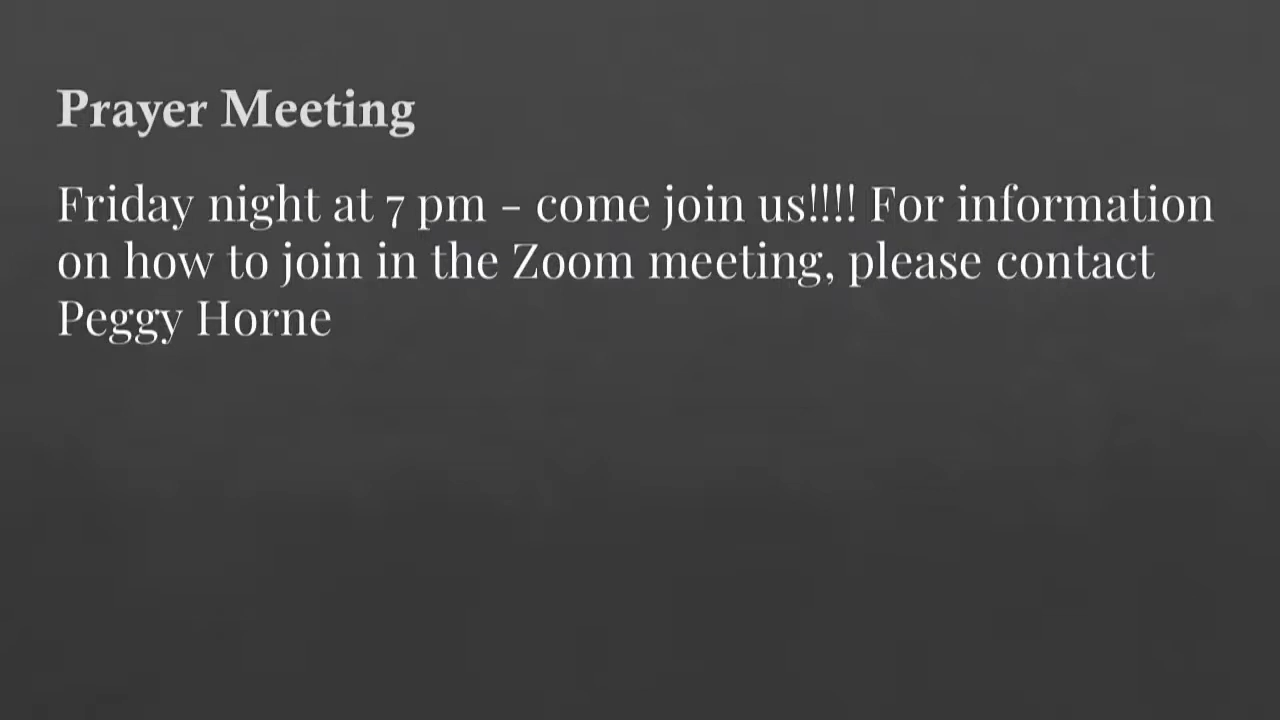 Prayer Meeting
Friday night at 7 pm - come join us!!!! For information
on how to join in the Zoom meeting, please contact
Peggy Horne